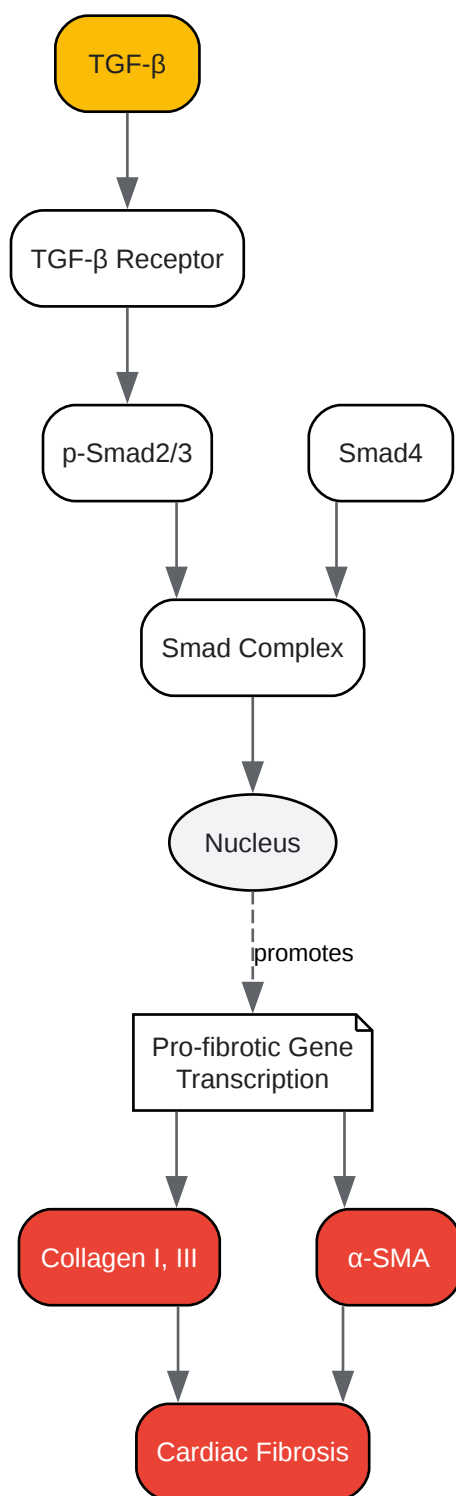 TGF-β
TGF-β Receptor
p-Smad2/3
Smad4
Smad Complex
Nucleus
promotes
Pro-fibrotic Gene
Transcription
Collagen I, III
α-SMA
Cardiac Fibrosis